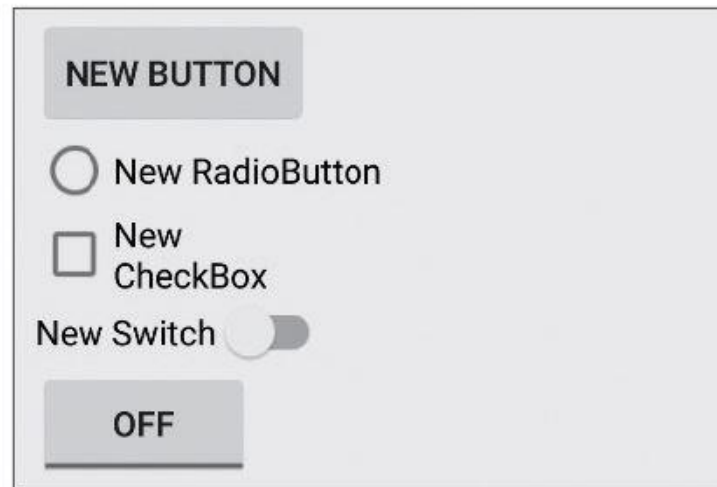 NEW BUTTON
New RadioButton
New
CheckBox
New Switch
OFF